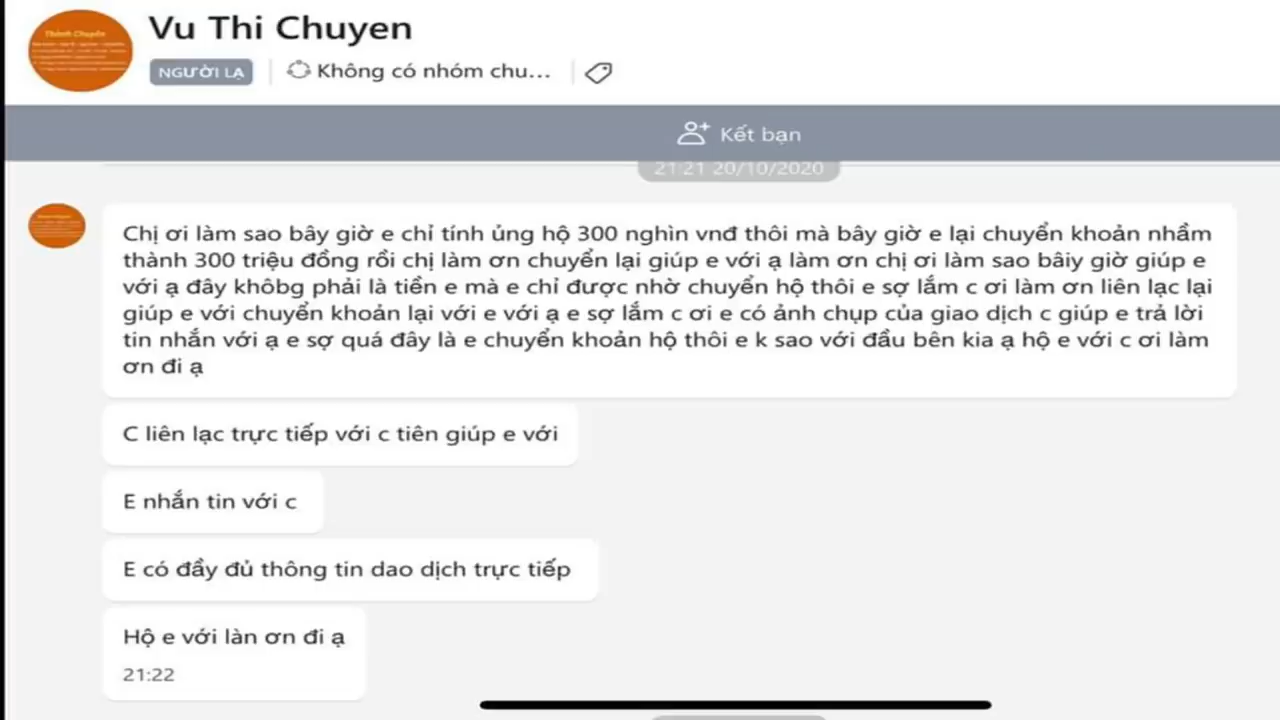 Thành Chuyên
Vu Thi Chuyen
NGƯỜI LẠ
Không có nhóm chu...
Kết bạn
21:21 20/10/2020
Chị ơi làm sao bây giờ e chỉ tính ủng hộ 300 nghìn vnđ thôi mà bây giờ e lại chuyển khoản nhầm
thành 300 triệu đồng rồi chị làm ơn chuyển lại giúp e với ạ làm ơn chị ơi làm sao bâiy giờ giúp e
với ạ đây khôbg phải là tiền e mà e chỉ được nhờ chuyển hộ thôi e sợ lắm c ơi làm ơn liên lạc lại
giúp e với chuyển khoản lại với e với ạ e sợ lắm c ơi e có ảnh chụp của giao dịch c giúp e trả lời
tin nhắn với ạ e sợ quá đây là e chuyển khoản hộ thôi e k sao với đầu bên kia ạ hộ e với c ơi làm
ơn đi ạ
C liên lạc trực tiếp với c tiên giúp e với
E nhắn tin với c
E có đầy đủ thông tin dao dịch trực tiếp
Hộ e với làn ơn đi ạ
21:22